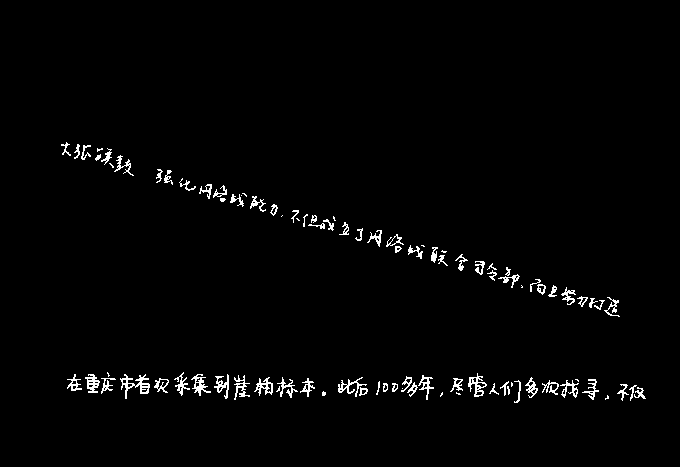 大张旗鼓 强化网络战能力,不但成立了网络战联合司令部,而且努力打造
在重庆市首次采集到崖柏标本。此后100多年,尽管人们多次找寻,不仅